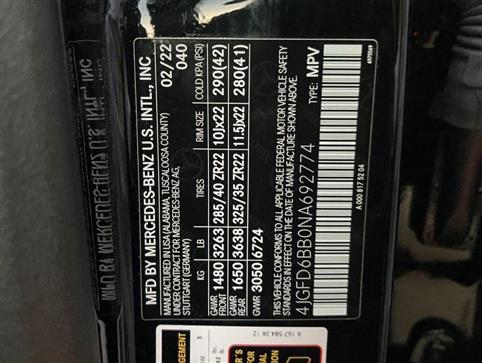 MFD BY MERCEDES-BENZ U.S. INTL., INC
MANUFACTURED IN USA (ALABAMA, TUSCALOOSA COUNTY)
FOR MERCEDES-BENZ AG,
STUTTGART (GERMANY)
02/22
040
KG LB TIRES RIM SIZE COLD KPA (PSI)
GAWR FRONT 1480 3263 285/40 ZR22 10Jx22 290(42)
GAWR REAR 1650 3638 325/35 ZR22 11.5Jx22 280(41)
GVWR 3050 6724
THIS VEHICLE CONFORMS TO ALL APPLICABLE FEDERAL MOTOR VEHICLE SAFETY
STANDARDS IN EFFECT ON THE DATE OF MANUFACTURE SHOWN ABOVE.
4JGFD6BB0NA692774 TYPE: MPV
A 000 817 52 04
A 167 584 34 12